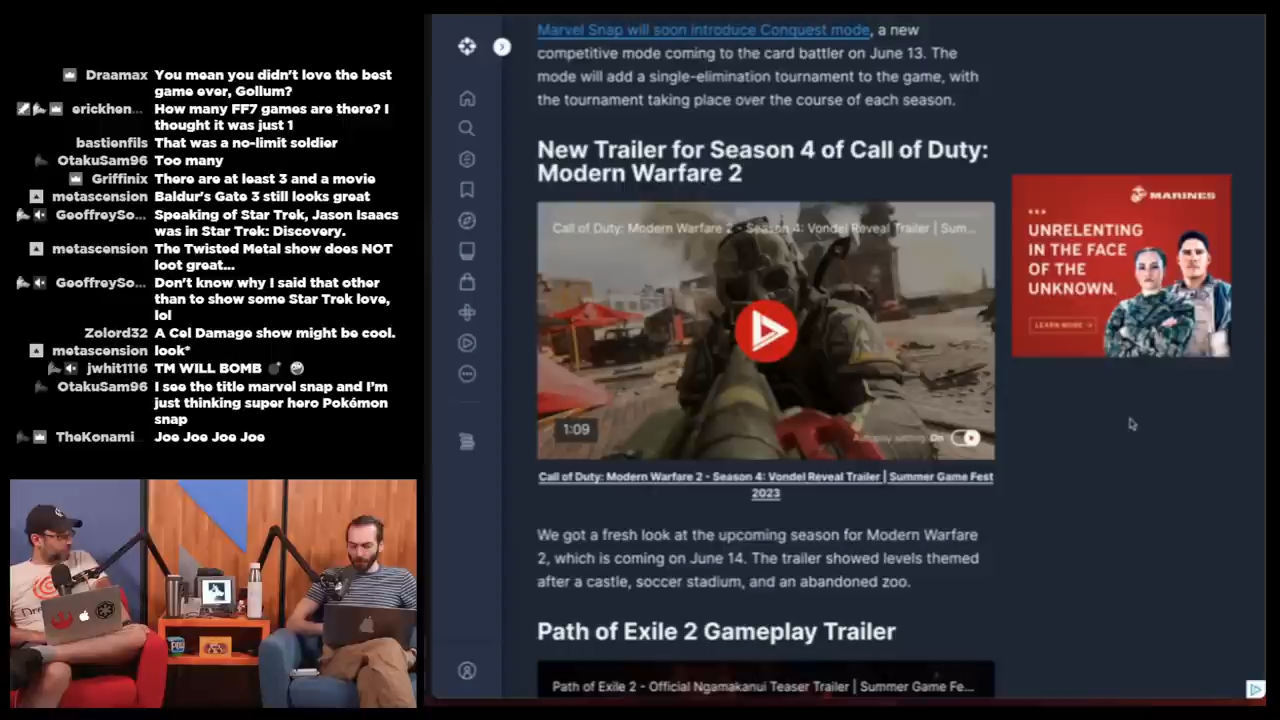 Draamax You mean you didn't love the best
game ever, Gollum?
erickhen... How many FF7 games are there? I
thought it was just 1
bastienfils That was a no-limit soldier
OtakuSam96 Too many
Griffinix There are at least 3 and a movie
metascension Baldur's Gate 3 still looks great
GeoffreySo... Speaking of Star Trek, Jason Isaacs
was in Star Trek: Discovery.
metascension The Twisted Metal show does NOT
loot great...
GeoffreySo... Don't know why I said that other
than to show some Star Trek love,
lol
Zolord32 A Cel Damage show might be cool.
metascension look*
jwhit1116 TM WILL BOMB
OtakuSam96 I see the title marvel snap and I'm
just thinking super hero Pokémon
snap
TheKonami Joe Joe Joe Joe
Marvel Snap will soon introduce Conquest mode, a new
competitive mode coming to the card battler on June 13. The
mode will add a single-elimination tournament to the game, with
the tournament taking place over the course of each season.
New Trailer for Season 4 of Call of Duty:
Modern Warfare 2
Call of Duty: Modern Warfare 2 - Season 4: Vondel Reveal Trailer | Sum...
1:09
Autoplay setting: On
Call of Duty: Modern Warfare 2 - Season 4: Vondel Reveal Trailer | Summer Game Fest
2023
We got a fresh look at the upcoming season for Modern Warfare
2, which is coming on June 14. The trailer showed levels themed
after a castle, soccer stadium, and an abandoned zoo.
Path of Exile 2 Gameplay Trailer
Path of Exile 2 - Official Ngamakanui Teaser Trailer | Summer Game Fe...
MARINES
UNRELENTING
IN THE FACE
OF THE
UNKNOWN.
LEARN MORE →